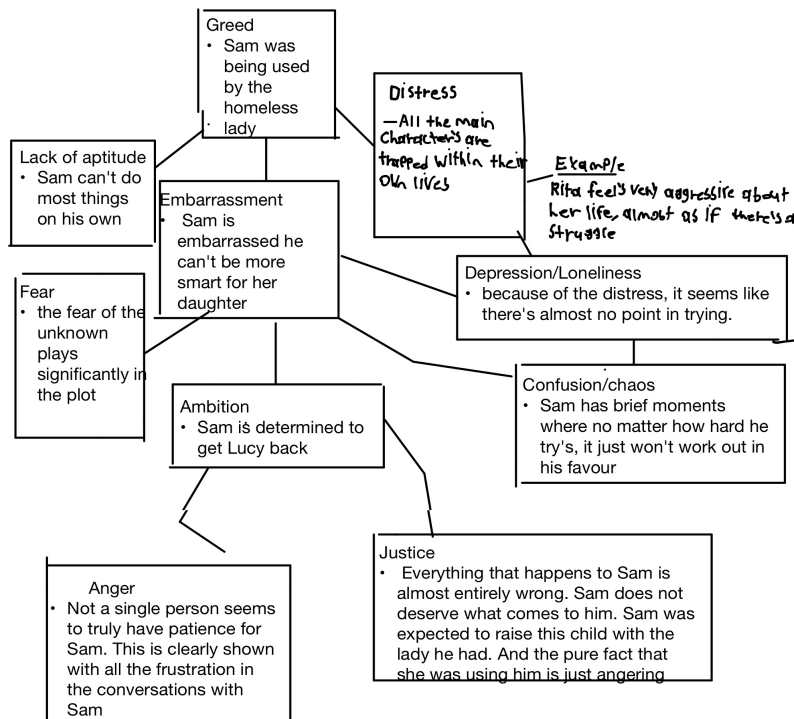 Greed
• Sam was
being used
by the
homeless
• lady
Distress
—All the main
Character's are
trapped within their
own lives
Example
Rita feel's very aggressive about
her life, almost as if there's a
struggle
Lack of aptitude
• Sam can't do
most things
on his own
Embarrassment
• Sam is
embarrassed he
can't be more
smart for her
daughter
Depression/Loneliness
• because of the distress, it seems like
there's almost no point in trying.
Fear
• the fear of the
unknown
plays
significantly in
the plot
Confusion/chaos
• Sam has brief moments
where no matter how hard he
try's, it just won't work out in
his favour
Ambition
• Sam is determined to
get Lucy back
Anger
• Not a single person seems
to truly have patience for
Sam. This is clearly shown
with all the frustration in
the conversations with
Sam
Justice
• Everything that happens to Sam is
almost entirely wrong. Sam does not
deserve what comes to him. Sam was
expected to raise this child with the
lady he had. And the pure fact that
she was using him is just angering